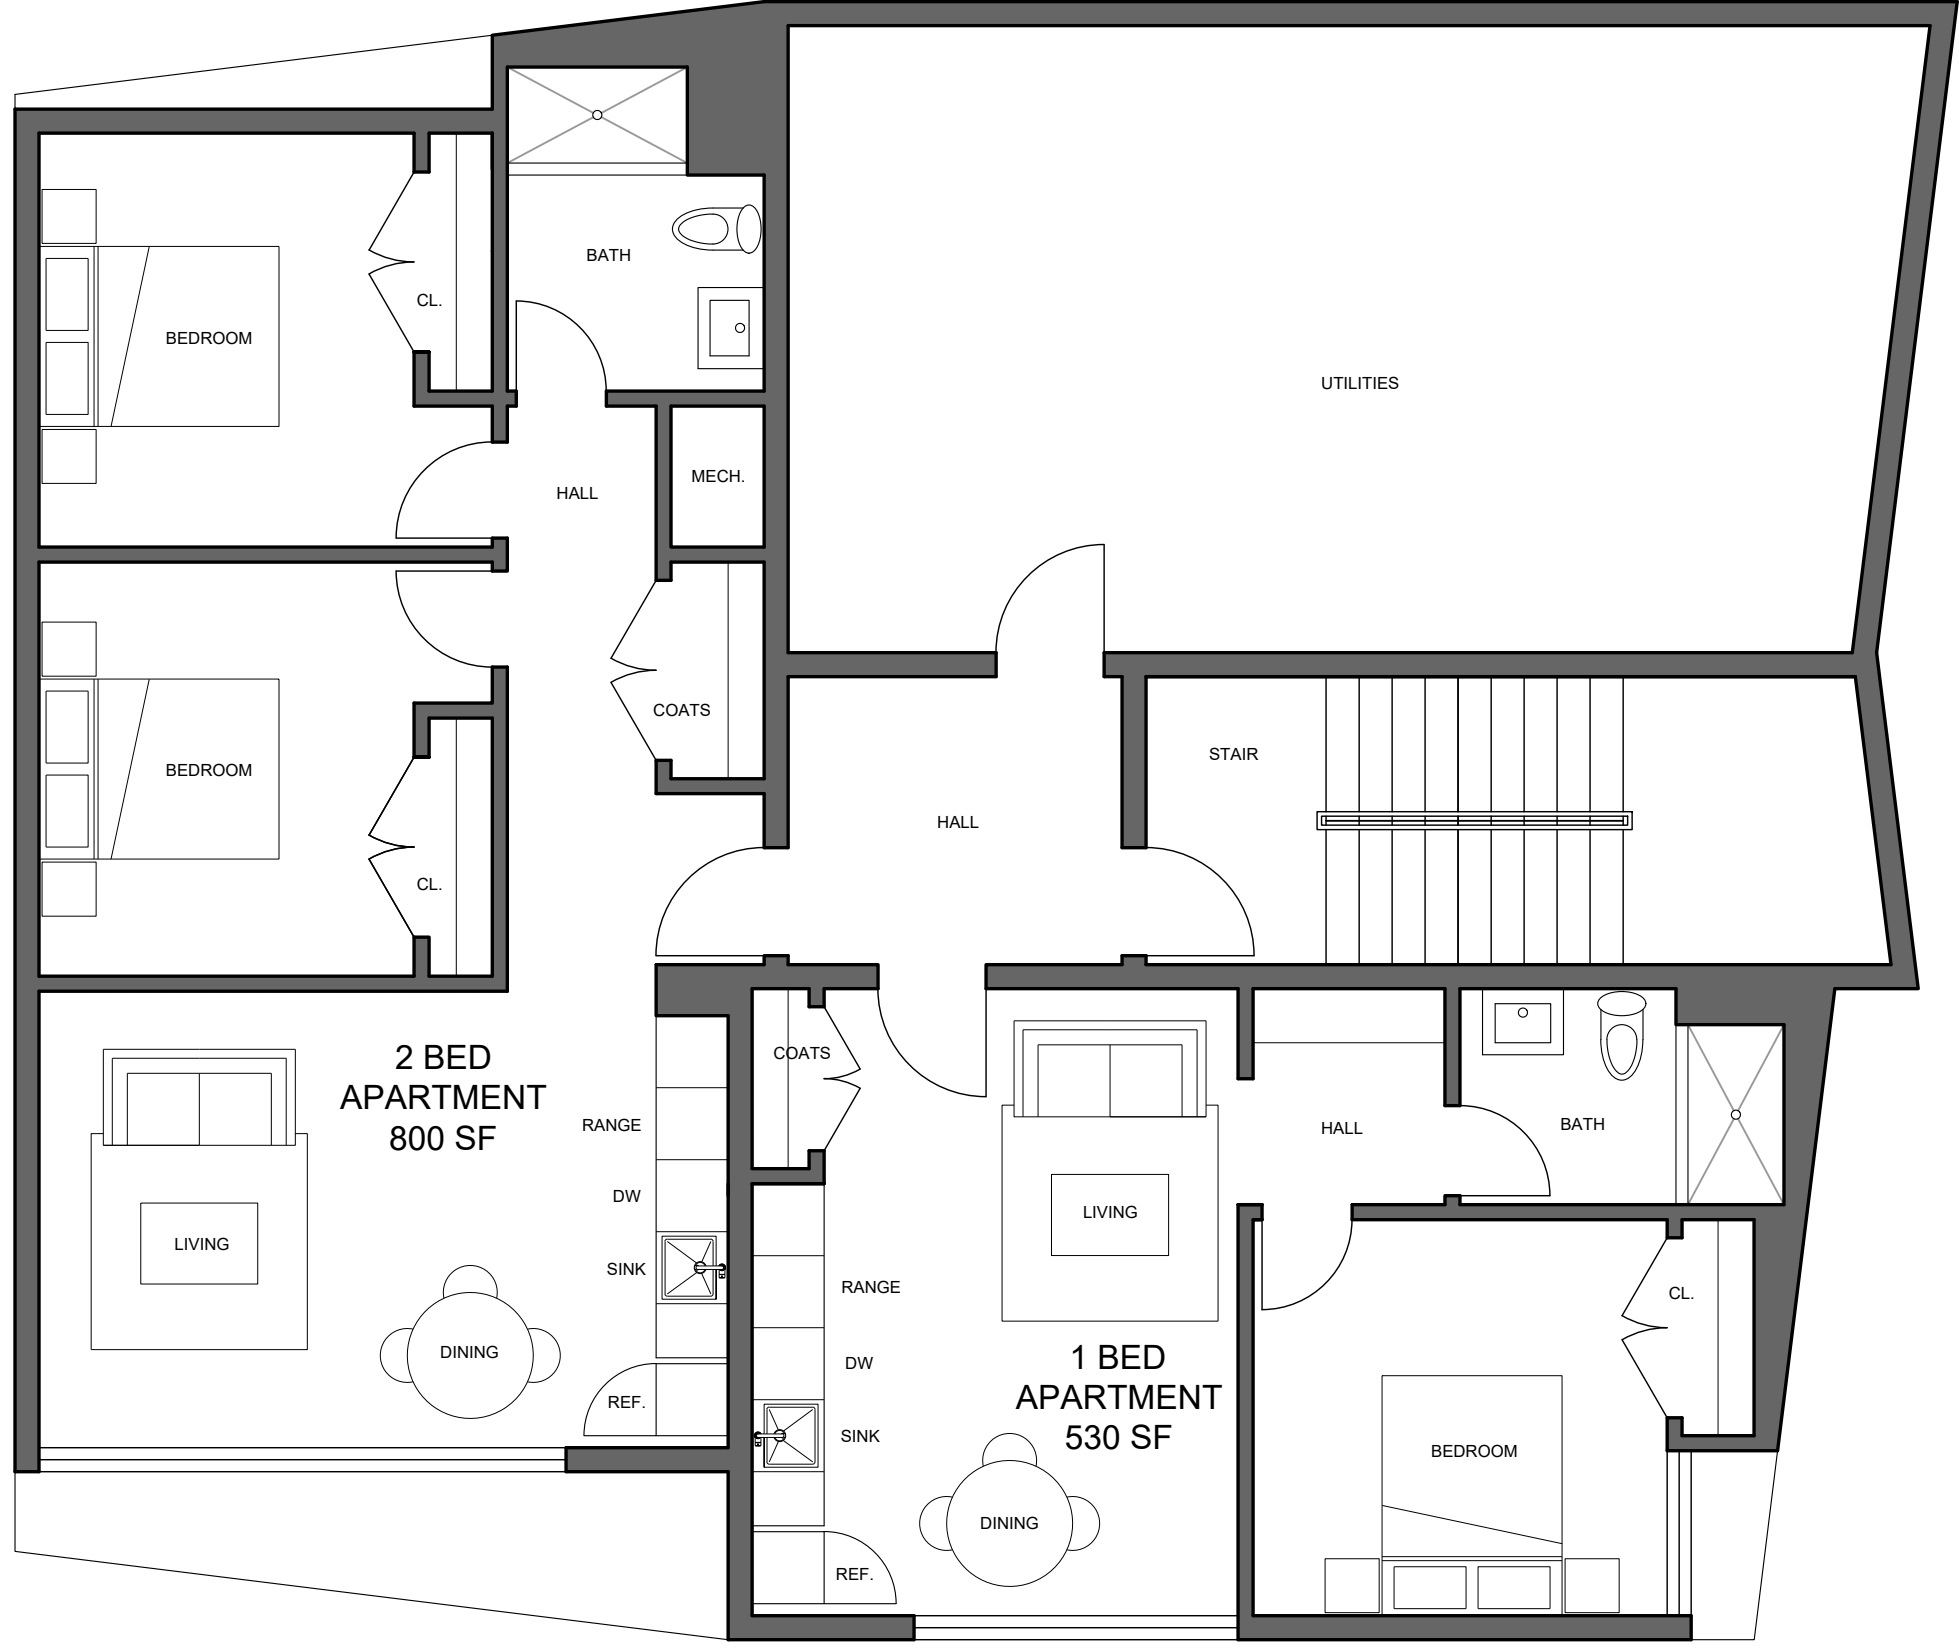 BATH
CL.
BEDROOM
UTILITIES
MECH.
HALL
COATS
STAIR
BEDROOM
HALL
CL.
2 BED
APARTMENT
800 SF
COATS
RANGE
HALL
BATH
DW
LIVING
LIVING
SINK
RANGE
CL.
DINING
1 BED
APARTMENT
530 SF
DW
REF.
SINK
BEDROOM
DINING
REF.